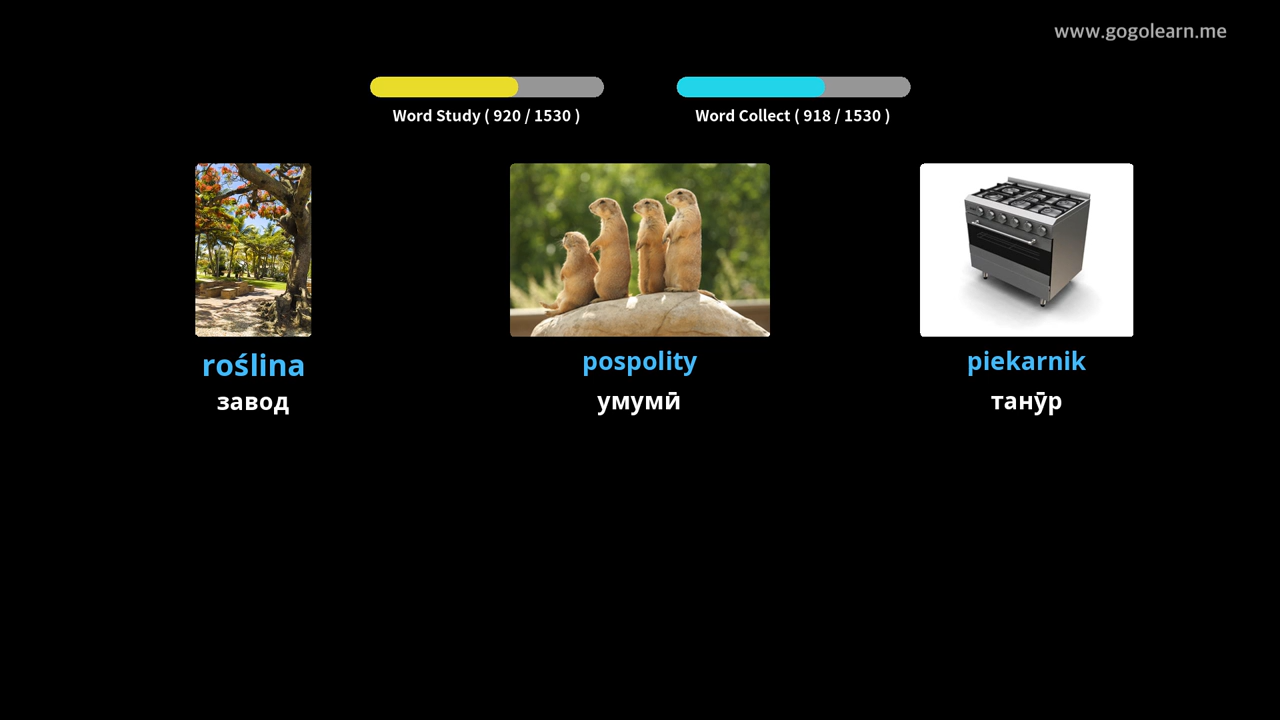 www.gogolearn.me
Word Study ( 920 / 1530 )
Word Collect ( 918 / 1530 )
roślina
завод
pospolity
умумӣ
piekarnik
танӯр